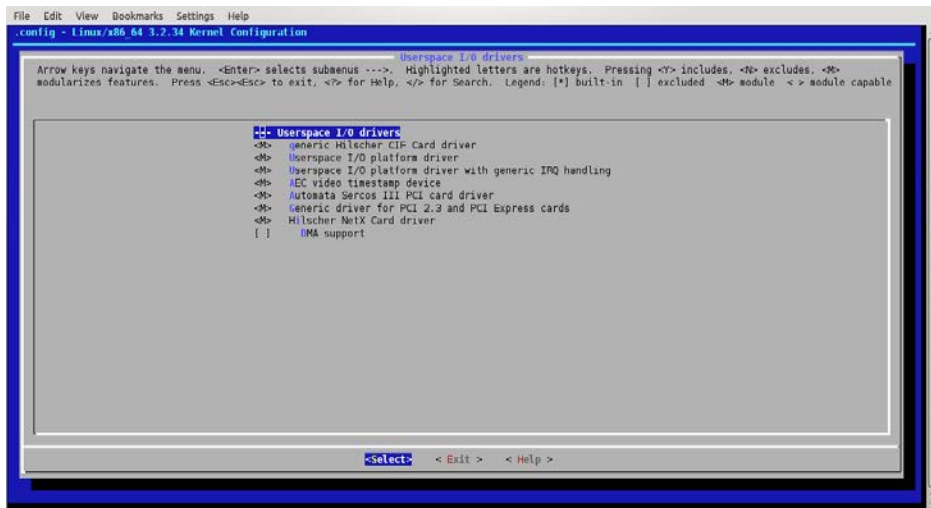 File Edit View Bookmarks Settings Help
.config - Linux/x86_64 3.2.34 Kernel Configuration
Userspace I/O drivers
Arrow keys navigate the menu. <Enter> selects submenus --->. Highlighted letters are hotkeys. Pressing <Y> includes, <N> excludes, <M>
modularizes features. Press <Esc><Esc> to exit, <?> for Help, </> for Search. Legend: [*] built-in [ ] excluded <M> module < > module capable
--- Userspace I/O drivers
<M> generic Hilscher CIF Card driver
<M> Userspace I/O platform driver
<M> Userspace I/O platform driver with generic IRQ handling
<M> AEC video timestamp device
<M> Automata Sercos III PCI card driver
<M> Generic driver for PCI 2.3 and PCI Express cards
<M> Hilscher NetX Card driver
[ ] DMA support
<Select> < Exit > < Help >